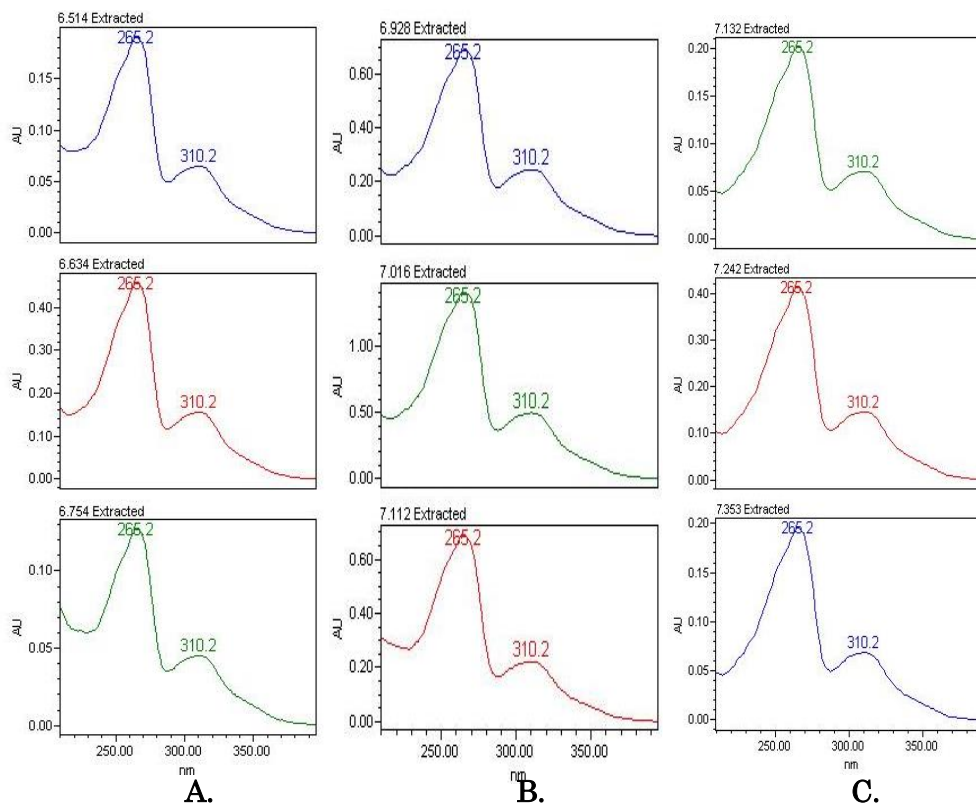 6.514 Extracted
265.2
0.15
0.10
310.2
0.05
0.00
AU
6.634 Extracted
265.2
0.40
0.30
0.20
310.2
0.10
0.00
AU
6.754 Extracted
265.2
0.10
310.2
0.05
0.00
AU
250.00 300.00 350.00
nm
A.
6.928 Extracted
265.2
0.60
0.40
310.2
0.20
0.00
AU
7.016 Extracted
265.2
1.00
310.2
0.50
0.00
AU
7.112 Extracted
265.2
0.60
0.40
310.2
0.20
0.00
AU
250.00 300.00 350.00
nm
B.
7.132 Extracted
0.20
265.2
0.15
0.10
310.2
0.05
0.00
AU
7.242 Extracted
265.2
0.40
0.30
0.20
310.2
0.10
0.00
AU
7.353 Extracted
0.20
265.2
0.15
0.10
310.2
0.05
0.00
AU
250.00 300.00 350.00
nm
C.